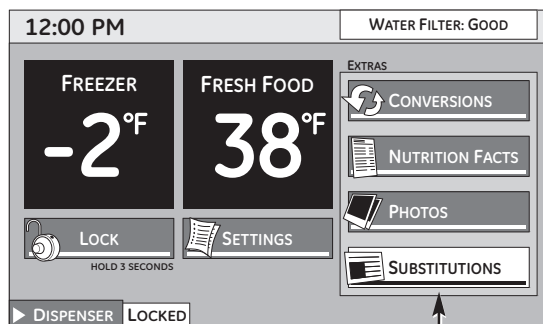 12:00 PM
WATER FILTER: GOOD
EXTRAS
FREEZER
-2°F
FRESH FOOD
38°F
CONVERSIONS
NUTRITION FACTS
PHOTOS
SUBSTITUTIONS
LOCK
HOLD 3 SECONDS
SETTINGS
DISPENSER LOCKED